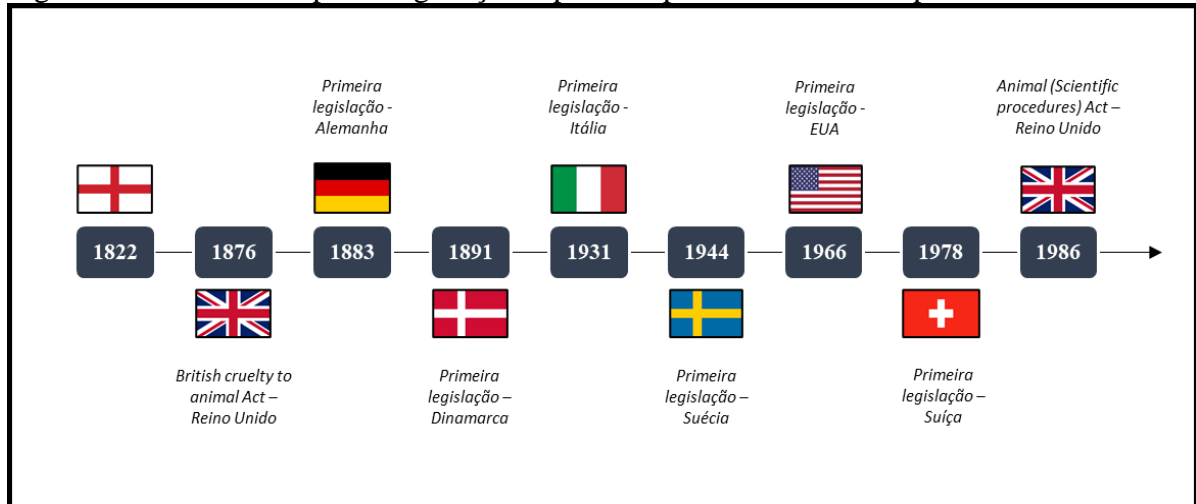 Primeira
legislação -
Alemanha
Primeira
legislação -
Itália
Primeira
legislação -
EUA
Animal (Scientific
procedures) Act –
Reino Unido
1822
1876
1883
1891
1931
1944
1966
1978
1986
British cruelty to
animal Act –
Reino Unido
Primeira
legislação –
Dinamarca
Primeira
legislação –
Suécia
Primeira
legislação –
Suíça